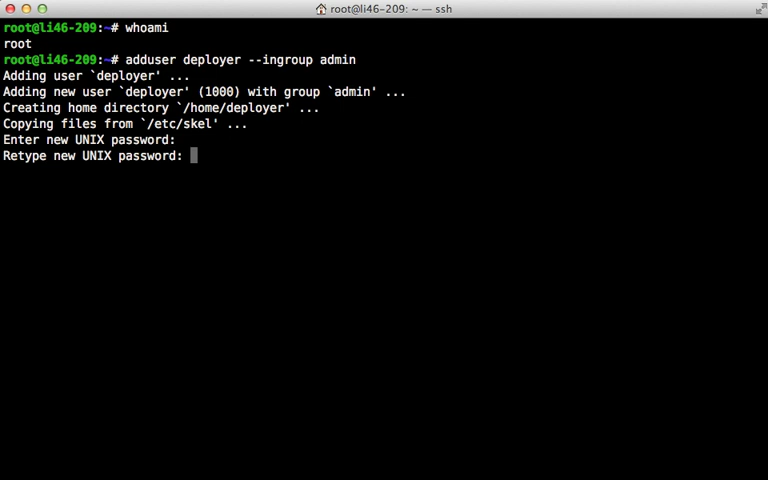 root@li46-209: ~ — ssh
root@li46-209:~# whoami
root
root@li46-209:~# adduser deployer --ingroup admin
Adding user `deployer' ...
Adding new user `deployer' (1000) with group `admin' ...
Creating home directory `/home/deployer' ...
Copying files from `/etc/skel' ...
Enter new UNIX password:
Retype new UNIX password: